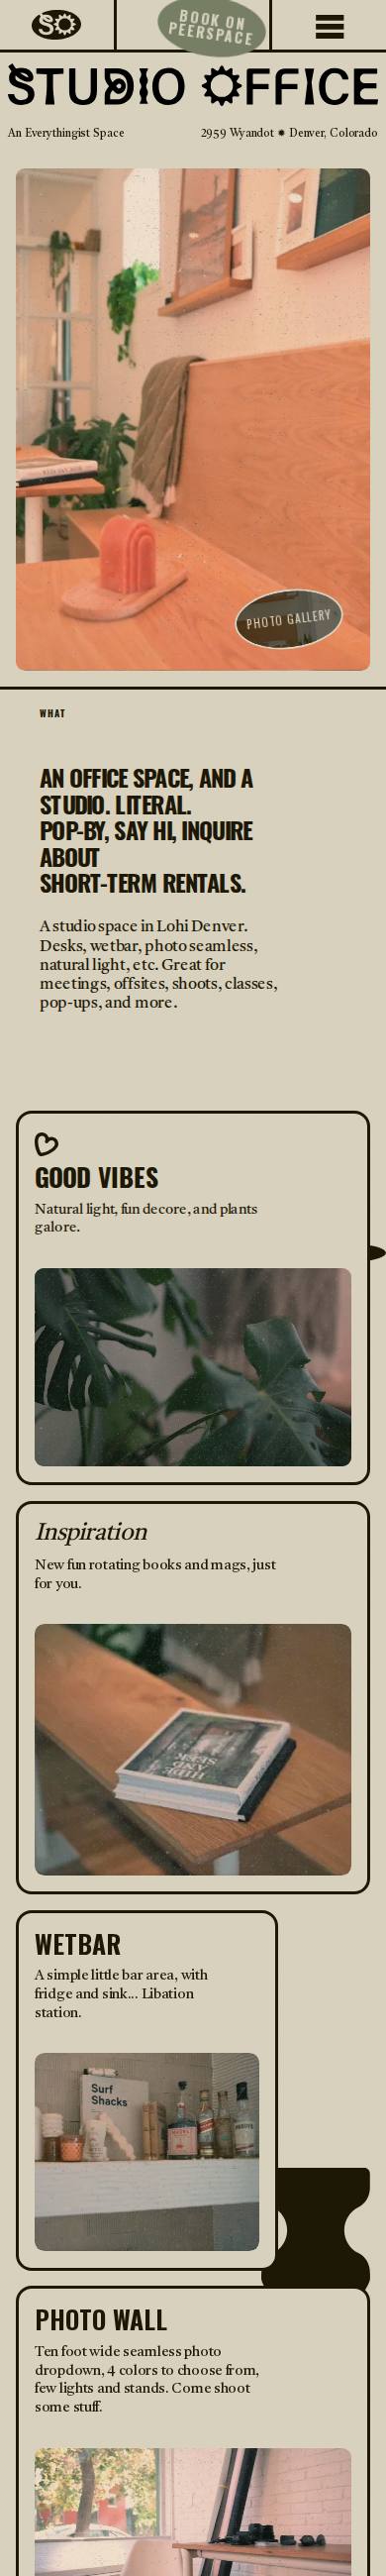 SO
BOOK ON
PEERSPACE
STUDIO OFFICE
An Everythingist Space
2959 Wyandot ✹ Denver, Colorado
PHOTO GALLERY
WHAT
AN OFFICE SPACE, AND A
STUDIO. LITERAL.
POP-BY, SAY HI, INQUIRE
ABOUT
SHORT-TERM RENTALS.
A studio space in Lohi Denver.
Desks, wetbar, photo seamless,
natural light, etc. Great for
meetings, offsites, shoots, classes,
pop-ups, and more.
GOOD VIBES
Natural light, fun decore, and plants
galore.
Inspiration
New fun rotating books and mags, just
for you.
HIDE
AND
SEEK
WETBAR
A simple little bar area, with
fridge and sink... Libation
station.
Surf
Shacks
PHOTO WALL
Ten foot wide seamless photo
dropdown, 4 colors to choose from,
few lights and stands. Come shoot
some stuff.